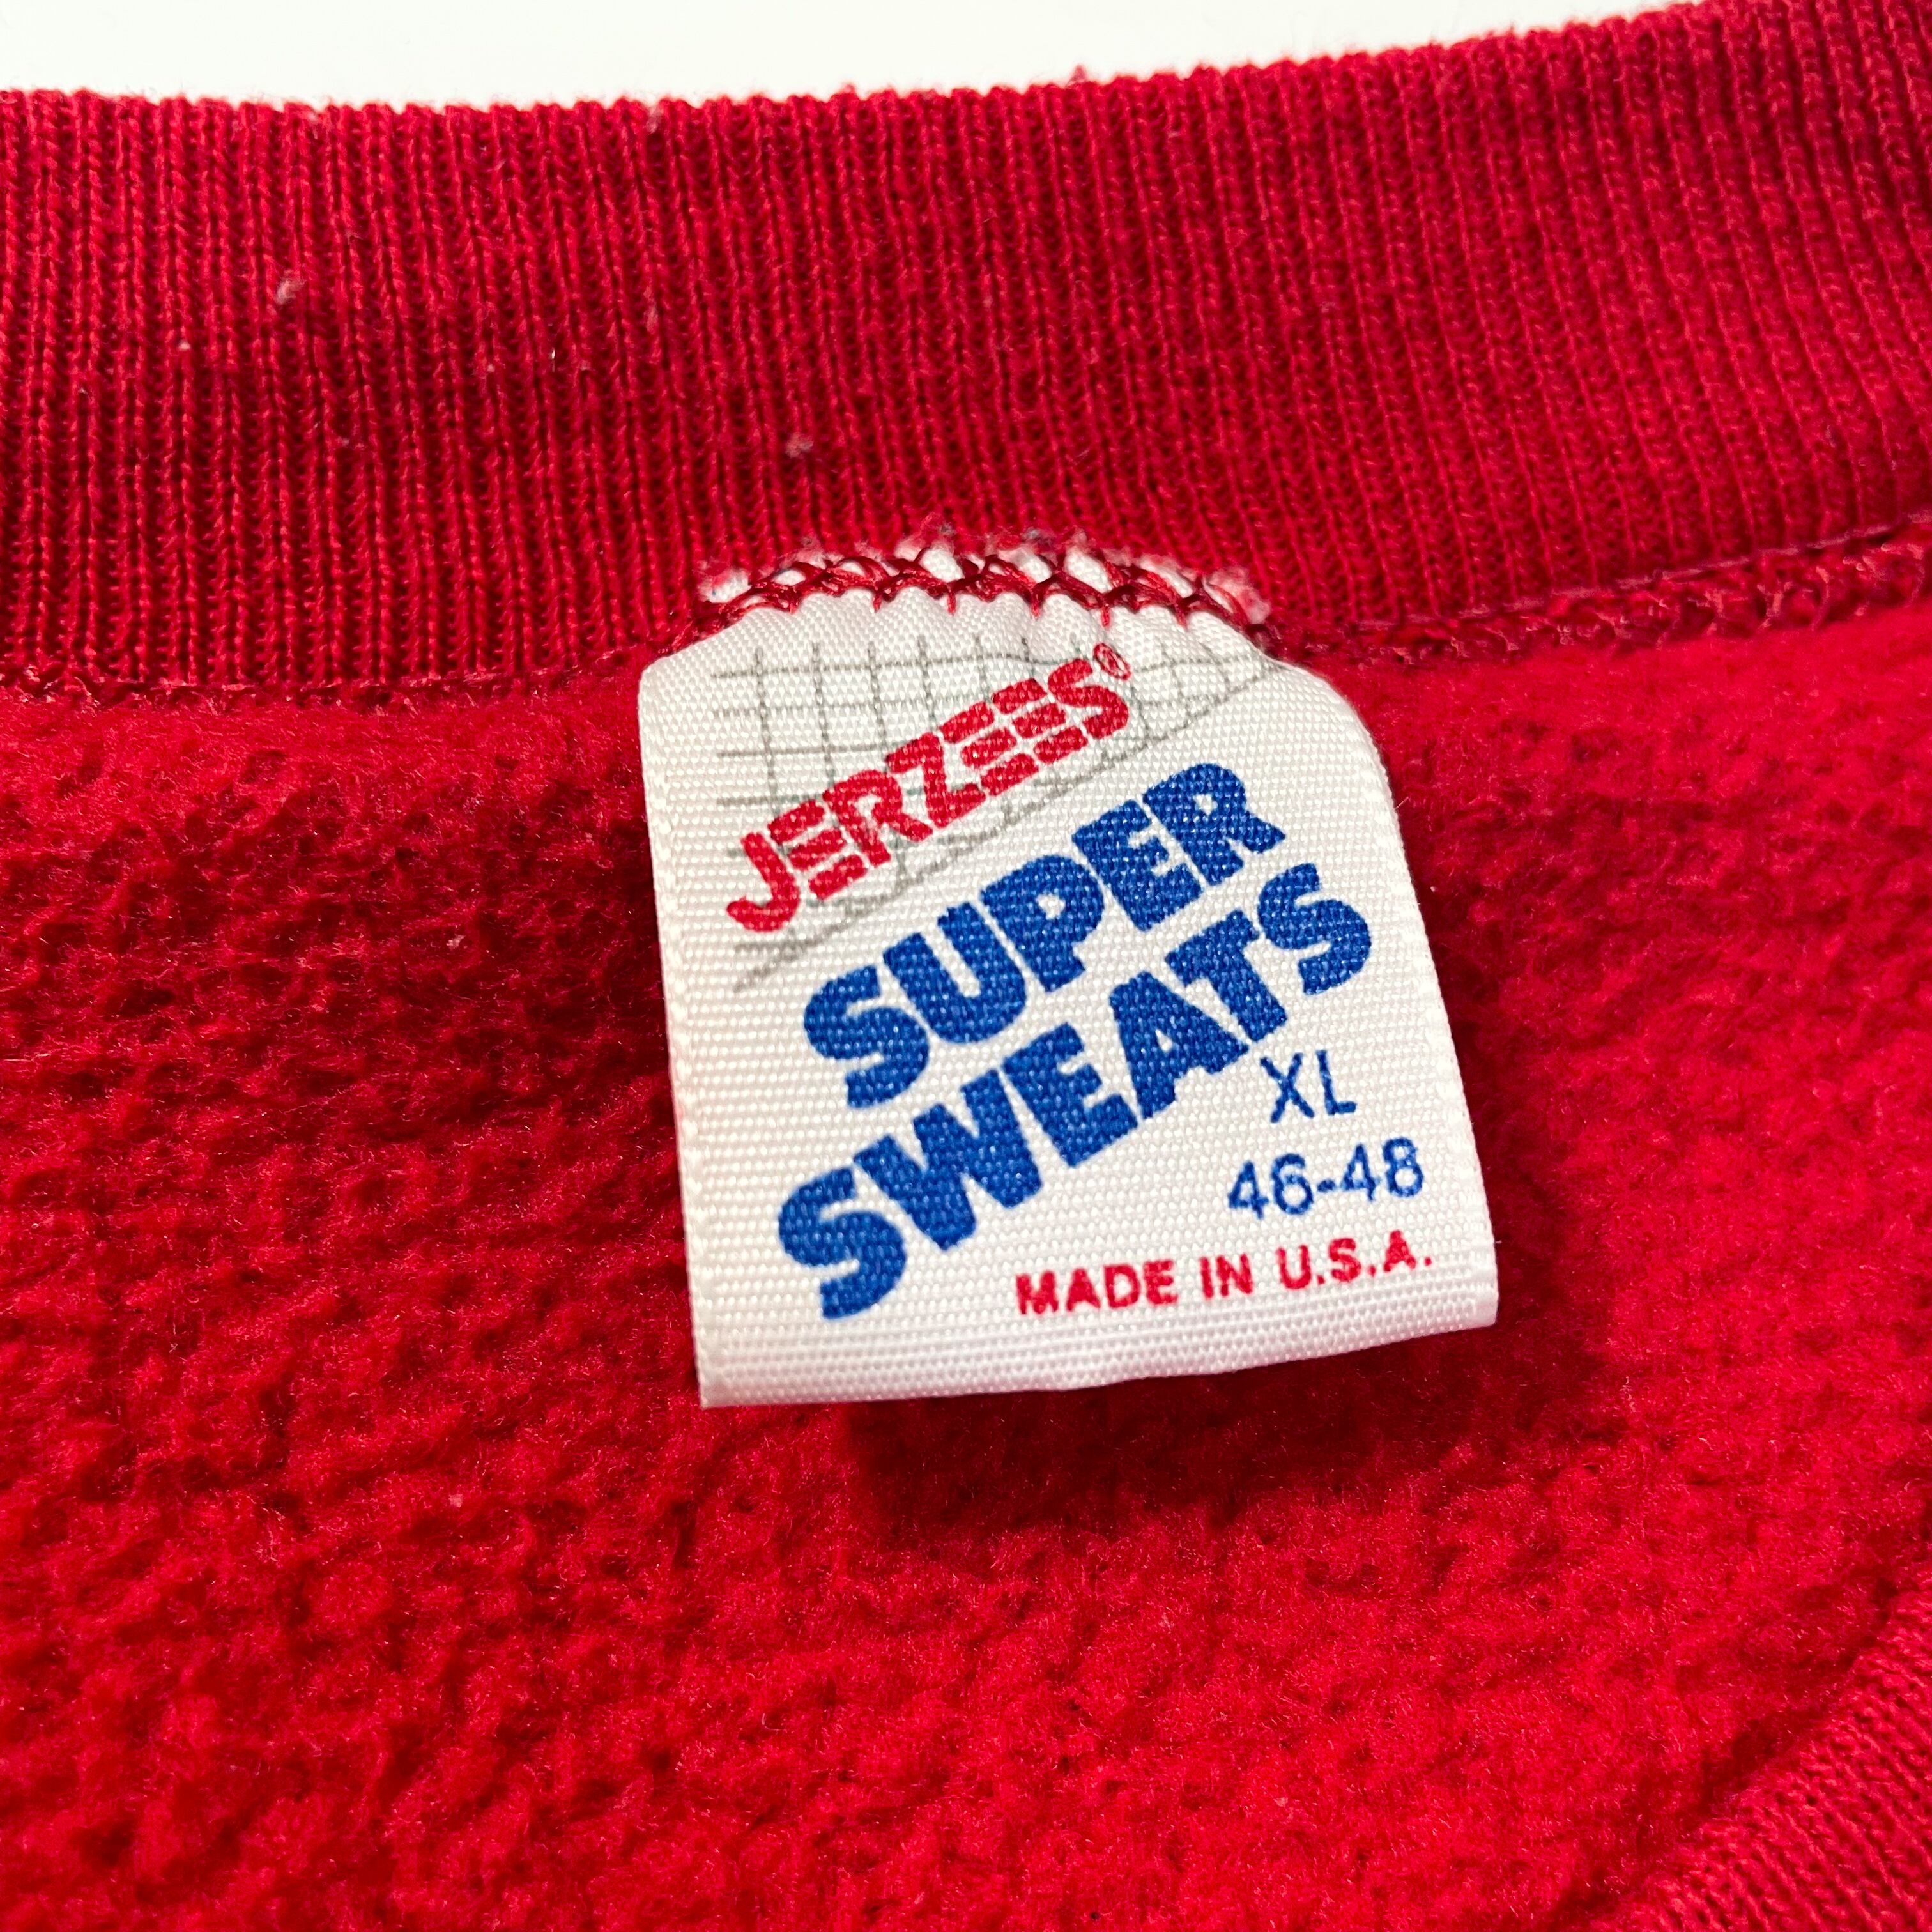 JERZEES®
SUPER
SWEATS
XL
46-48
MADE IN U.S.A.